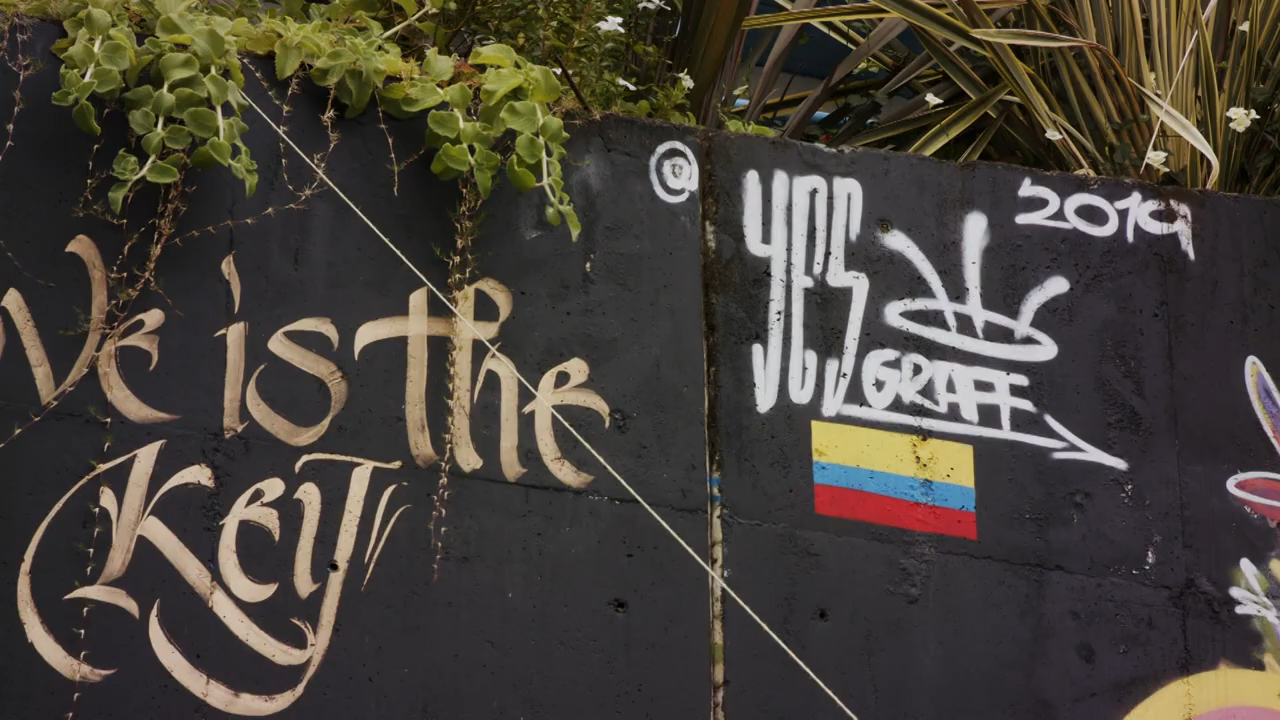 Ve is the
Key"
@
YES
GRAFF
2019